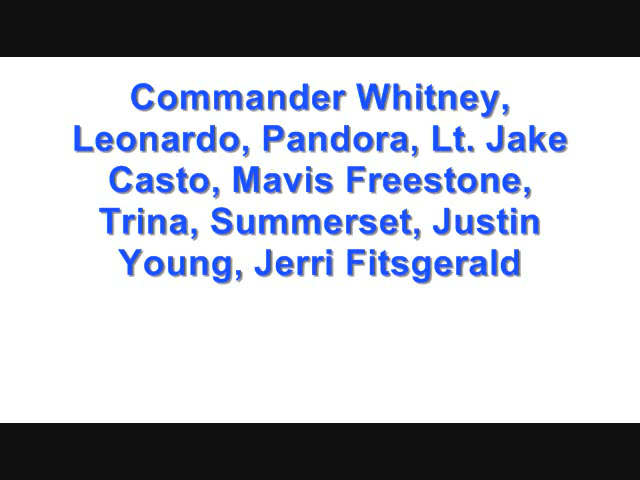 Commander Whitney,
Leonardo, Pandora, Lt. Jake
Casto, Mavis Freestone,
Trina, Summerset, Justin
Young, Jerri Fitsgerald